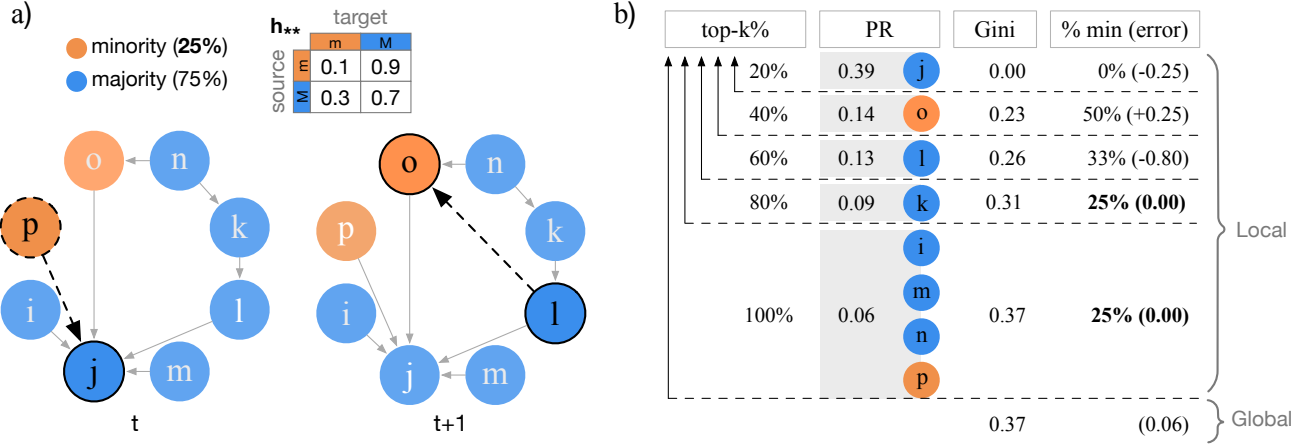 a)
minority (25%)
majority (75%)
h**
target
source
m M
m 0.1 0.9
M 0.3 0.7
o n
p k
i l
j m
t
o n
p k
i l
j m
t+1
b)
top-k% PR Gini % min (error)
20% 0.39 j 0.00 0% (-0.25)
40% 0.14 o 0.23 50% (+0.25)
60% 0.13 l 0.26 33% (-0.80)
80% 0.09 k 0.31 25% (0.00)
i
m
100% 0.06 0.37 25% (0.00)
n
p
Local
0.37 (0.06) Global